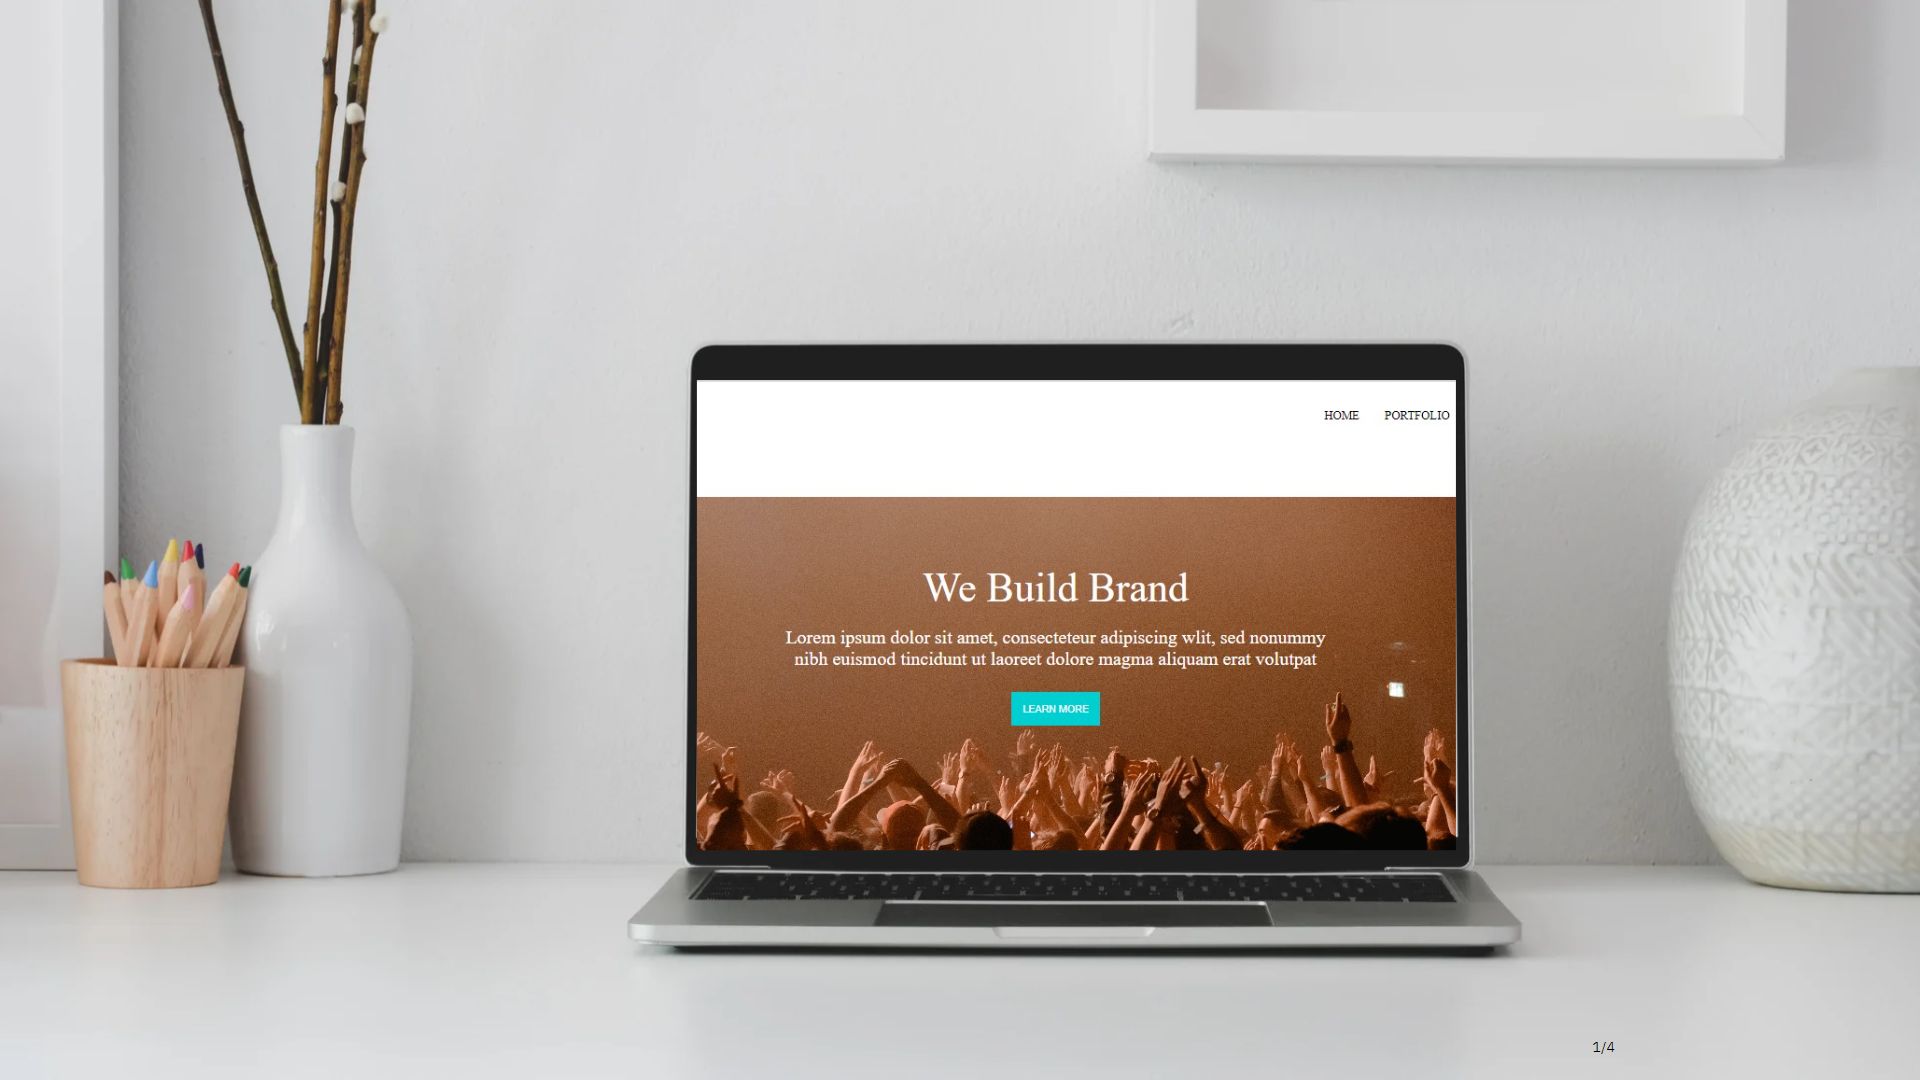 HOME PORTFOLIO
We Build Brand
Lorem ipsum dolor sit amet, consecteteur adipiscing wlit, sed nonummy
nibh euismod tincidunt ut laoreet dolore magma aliquam erat volutpat
LEARN MORE
1/4